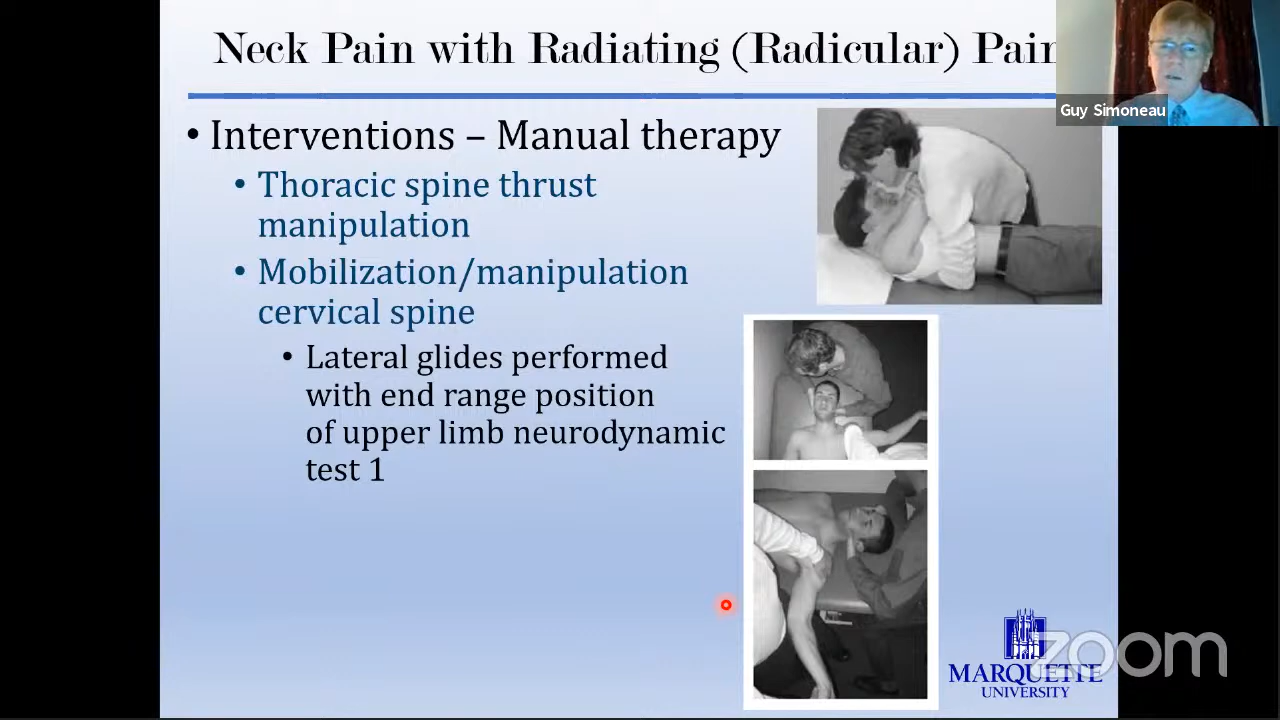 Neck Pain with Radiating (Radicular) Pain
Guy Simoneau
• Interventions – Manual therapy
• Thoracic spine thrust
manipulation
• Mobilization/manipulation
cervical spine
• Lateral glides performed
with end range position
of upper limb neurodynamic
test 1
zoom
MARQUETTE
UNIVERSITY